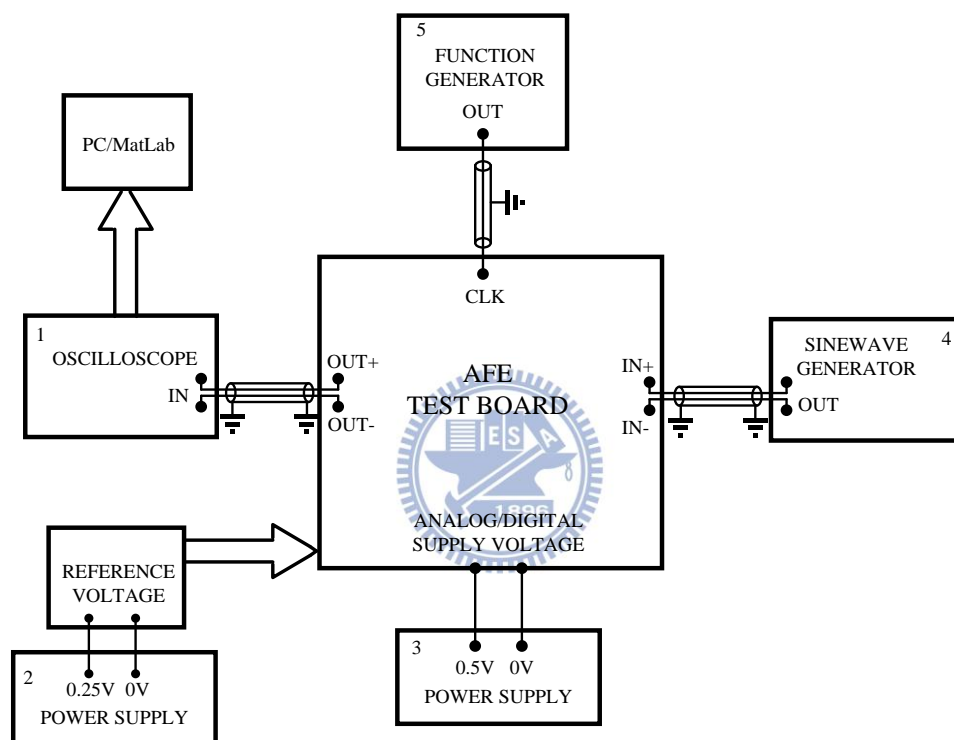 5
FUNCTION
GENERATOR
OUT
PC/MatLab
CLK
1
OSCILLOSCOPE
IN
OUT+
OUT-
AFE
TEST BOARD
IN+
IN-
4
SINEWAVE
GENERATOR
OUT
E S A
1896
ANALOG/DIGITAL
SUPPLY VOLTAGE
REFERENCE
VOLTAGE
2
0.25V 0V
POWER SUPPLY
3
0.5V 0V
POWER SUPPLY